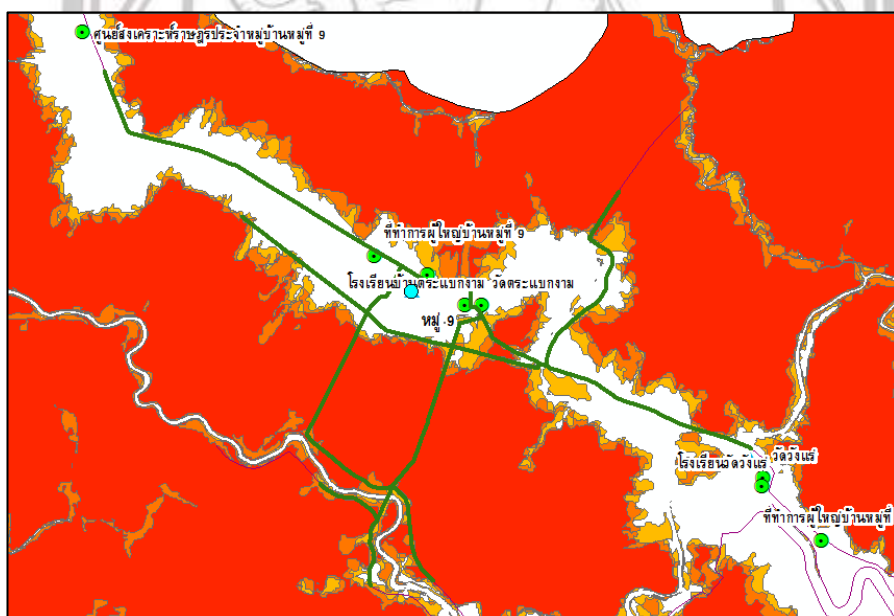 ศูนย์สงเคราะห์ราษฎรประจำหมู่บ้านหมู่ที่ 9
ที่ทำการผู้ใหญ่บ้านหมู่ที่ 9
โรงเรียนบ้านตระแบกงาม วัดตระแบกงาม
หมู่ 9
วัดวังแร่
โรงเรียนวัดวังแร่
ที่ทำการผู้ใหญ่บ้านหมู่ที่